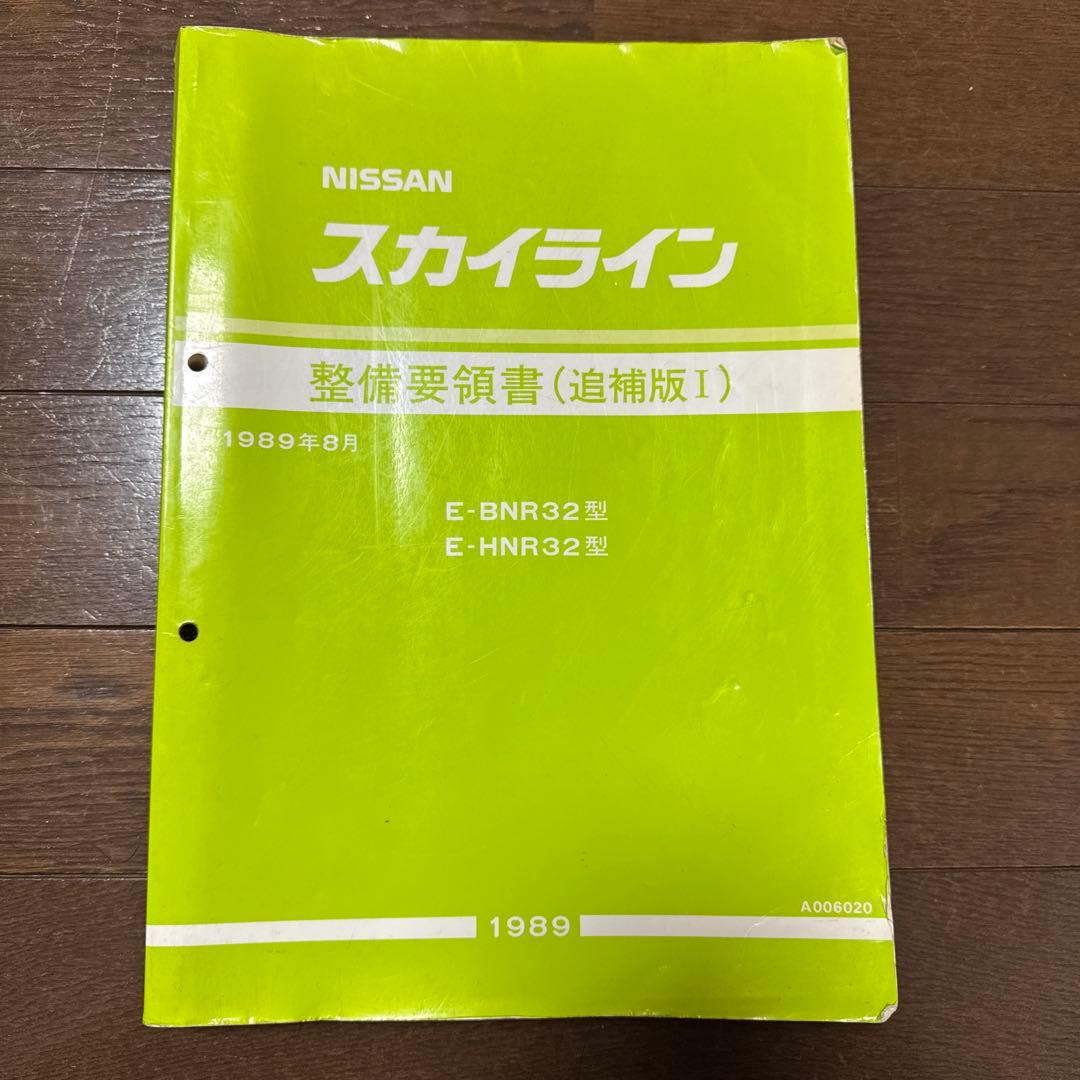 NISSAN
スカイライン
整備要領書(追補版I)
1989年8月
E-BNR32型
E-HNR32型
A006020
1989